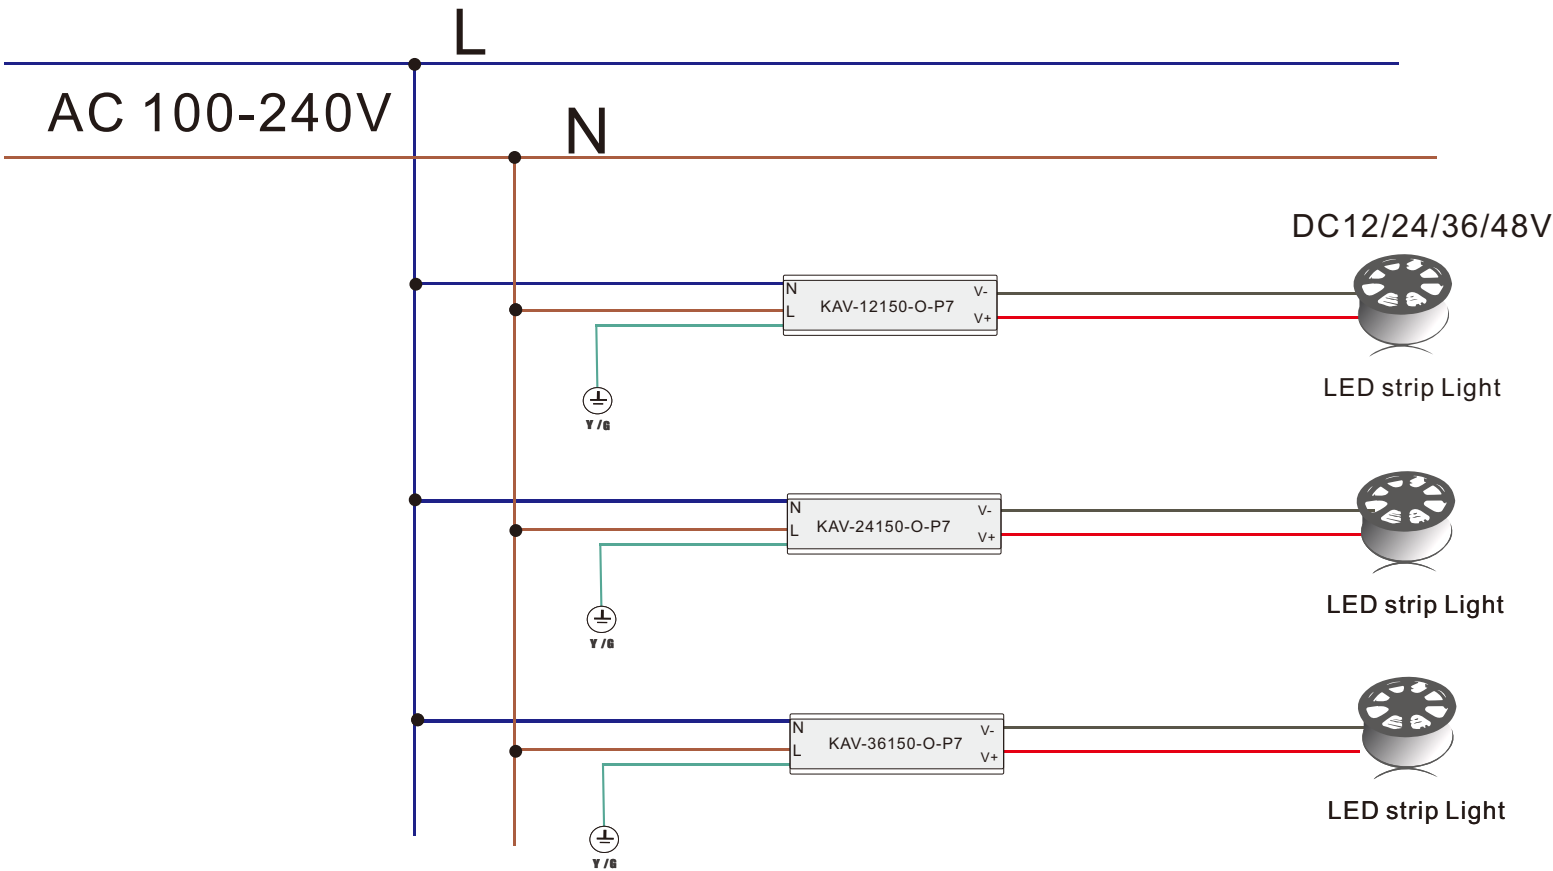 L
AC 100-240V
N
DC12/24/36/48V
N
L
KAV-12150-O-P7
V-
V+
LED strip Light
Y/G
N
L
KAV-24150-O-P7
V-
V+
LED strip Light
Y/G
N
L
KAV-36150-O-P7
V-
V+
LED strip Light
Y/G